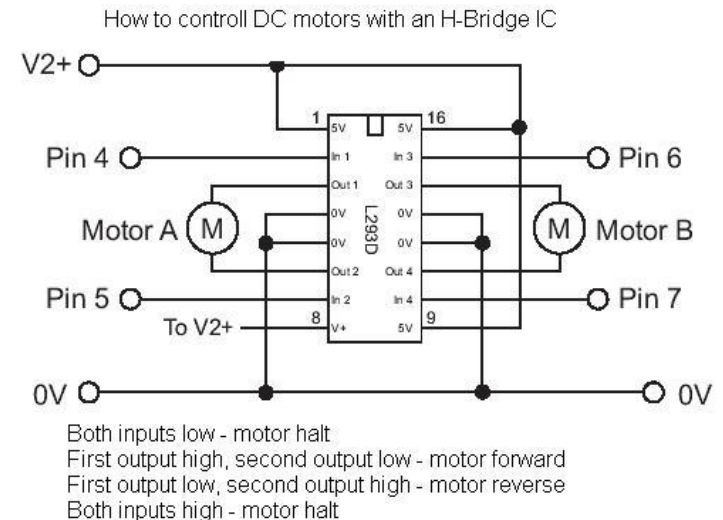 How to controll DC motors with an H-Bridge IC
V2+
1 16
5V 5V
Pin 4 In 1 In 3 Pin 6
Out 1 Out 3
0V 0V
Motor A M L293D M Motor B
0V 0V
Out 2 Out 4
Pin 5 In 2 In 4 Pin 7
To V2+ 8 V+ 5V 9
0V 0V
Both inputs low - motor halt
First output high, second output low - motor forward
First output low, second output high - motor reverse
Both inputs high - motor halt